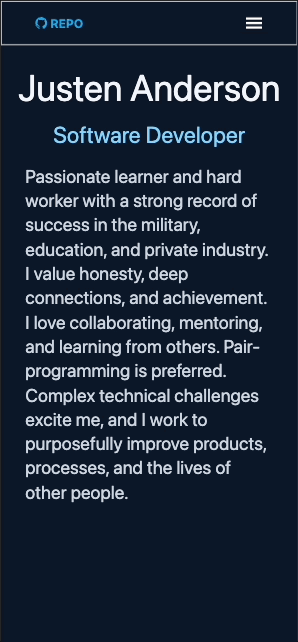 REPO
Justen Anderson
Software Developer
Passionate learner and hard
worker with a strong record of
success in the military,
education, and private industry.
I value honesty, deep
connections, and achievement.
I love collaborating, mentoring,
and learning from others. Pair-
programming is preferred.
Complex technical challenges
excite me, and I work to
purposefully improve products,
processes, and the lives of
other people.